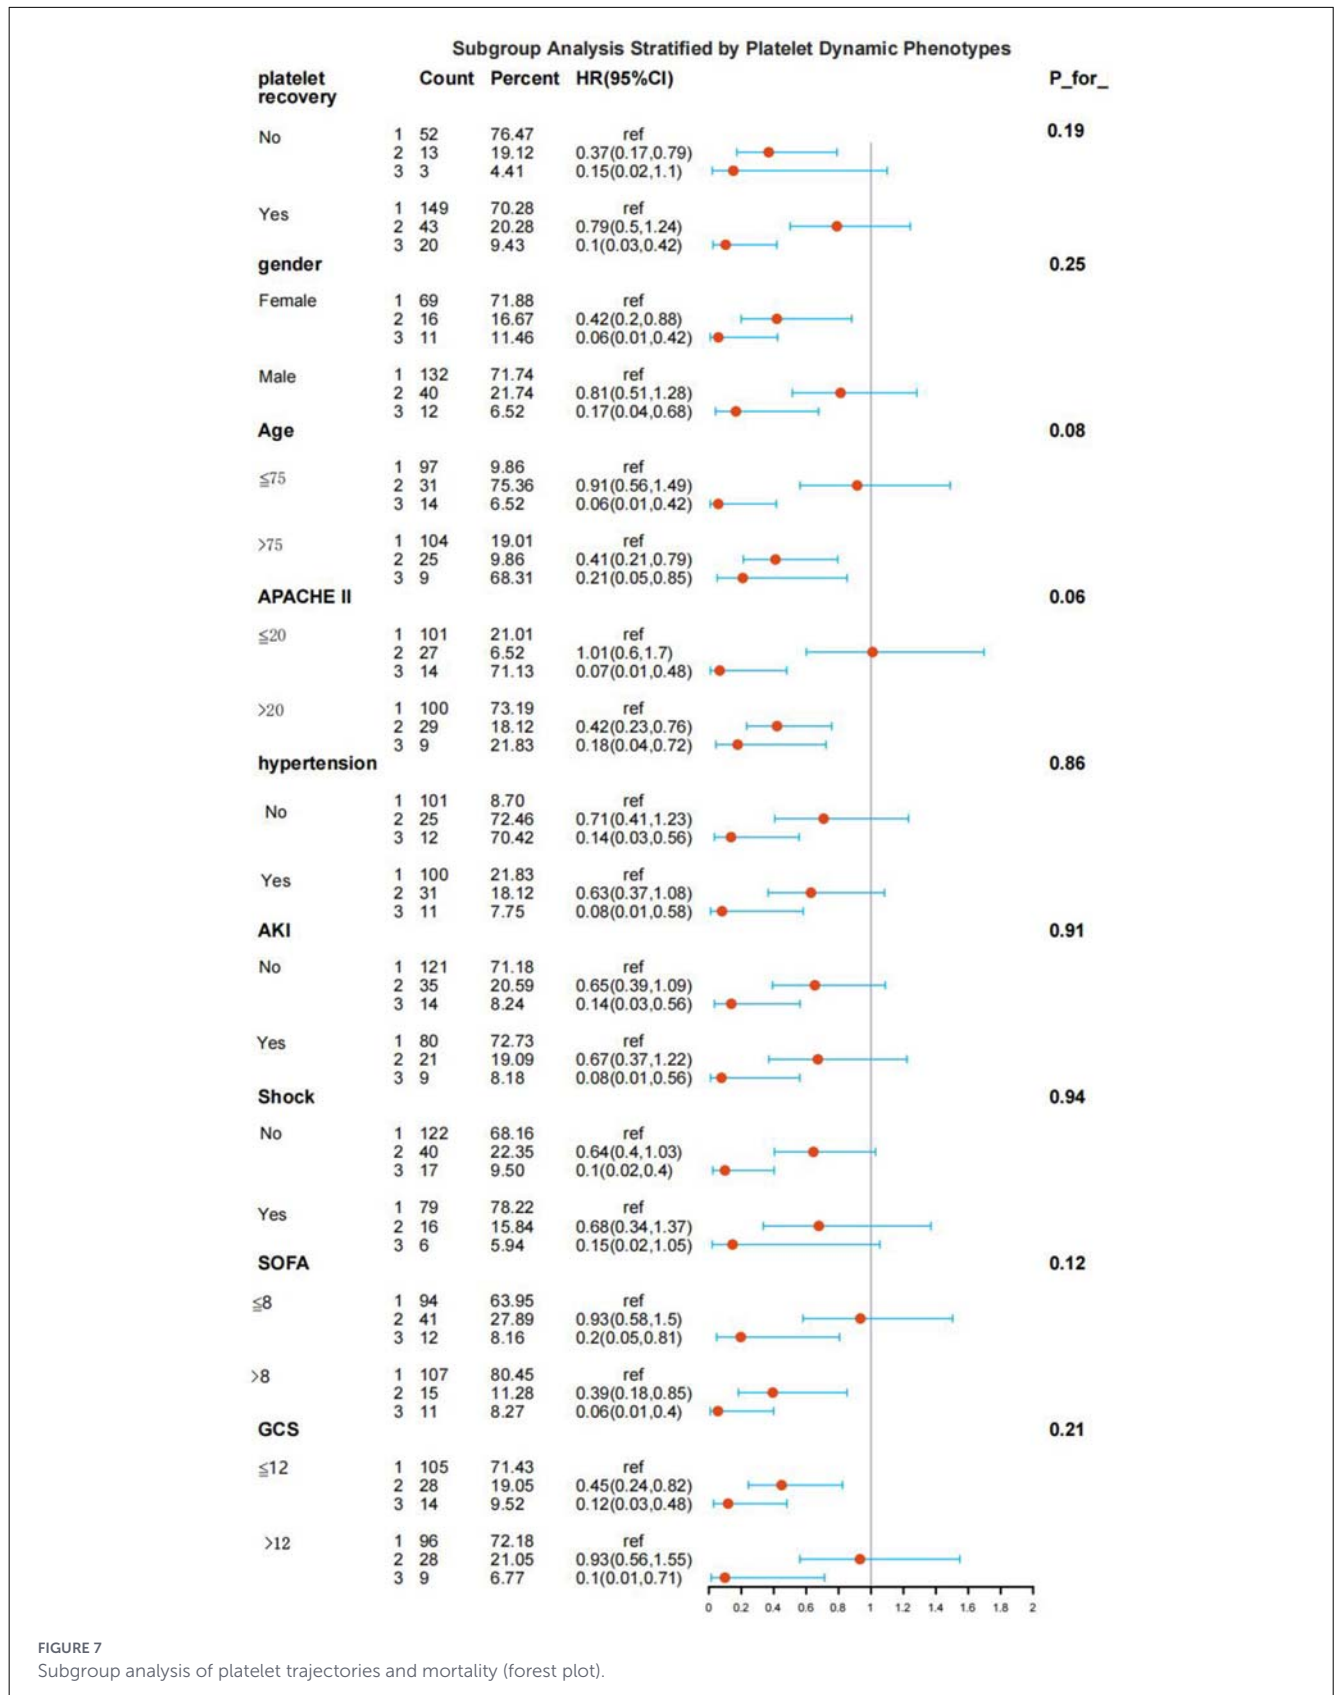 Subgroup Analysis Stratified by Platelet Dynamic Phenotypes
platelet recovery Count Percent HR(95%CI) P_for_
No 0.19
1 52 76.47 ref
2 13 19.12 0.37(0.17,0.79)
3 3 4.41 0.15(0.02,1.1)
Yes
1 149 70.28 ref
2 43 20.28 0.79(0.5,1.24)
3 20 9.43 0.1(0.03,0.42)
gender 0.25
Female
1 69 71.88 ref
2 16 16.67 0.42(0.2,0.88)
3 11 11.46 0.06(0.01,0.42)
Male
1 132 71.74 ref
2 40 21.74 0.81(0.51,1.28)
3 12 6.52 0.17(0.04,0.68)
Age 0.08
≦75
1 97 9.86 ref
2 31 75.36 0.91(0.56,1.49)
3 14 6.52 0.06(0.01,0.42)
>75
1 104 19.01 ref
2 25 9.86 0.41(0.21,0.79)
3 9 68.31 0.21(0.05,0.85)
APACHE II 0.06
≦20
1 101 21.01 ref
2 27 6.52 1.01(0.6,1.7)
3 14 71.13 0.07(0.01,0.48)
>20
1 100 73.19 ref
2 29 18.12 0.42(0.23,0.76)
3 9 21.83 0.18(0.04,0.72)
hypertension 0.86
No
1 101 8.70 ref
2 25 72.46 0.71(0.41,1.23)
3 12 70.42 0.14(0.03,0.56)
Yes
1 100 21.83 ref
2 31 18.12 0.63(0.37,1.08)
3 11 7.75 0.08(0.01,0.58)
AKI 0.91
No
1 121 71.18 ref
2 35 20.59 0.65(0.39,1.09)
3 14 8.24 0.14(0.03,0.56)
Yes
1 80 72.73 ref
2 21 19.09 0.67(0.37,1.22)
3 9 8.18 0.08(0.01,0.56)
Shock 0.94
No
1 122 68.16 ref
2 40 22.35 0.64(0.4,1.03)
3 17 9.50 0.1(0.02,0.4)
Yes
1 79 78.22 ref
2 16 15.84 0.68(0.34,1.37)
3 6 5.94 0.15(0.02,1.05)
SOFA 0.12
≦8
1 94 63.95 ref
2 41 27.89 0.93(0.58,1.5)
3 12 8.16 0.2(0.05,0.81)
>8
1 107 80.45 ref
2 15 11.28 0.39(0.18,0.85)
3 11 8.27 0.06(0.01,0.4)
GCS 0.21
≦12
1 105 71.43 ref
2 28 19.05 0.45(0.24,0.82)
3 14 9.52 0.12(0.03,0.48)
>12
1 96 72.18 ref
2 28 21.05 0.93(0.56,1.55)
3 9 6.77 0.1(0.01,0.71)
0 0.2 0.4 0.6 0.8 1 1.2 1.4 1.6 1.8 2
FIGURE 7
Subgroup analysis of platelet trajectories and mortality (forest plot).